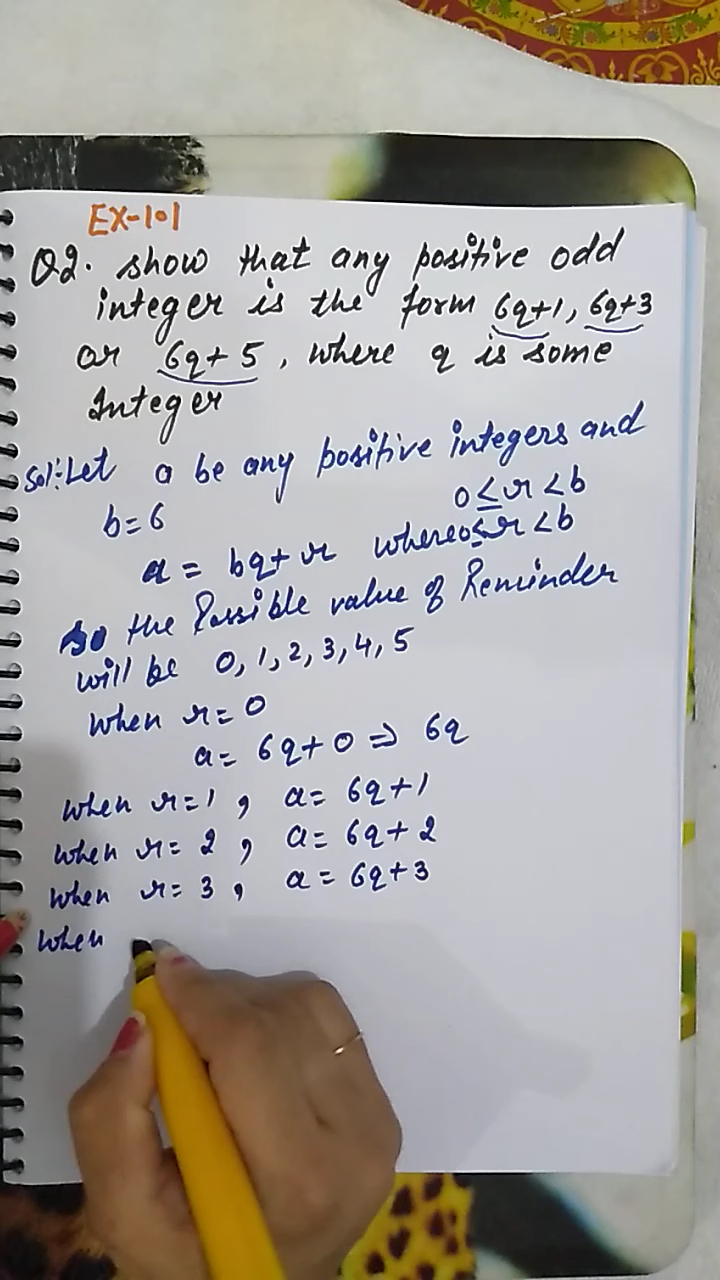 EX-1.1
Q2. show that any positive odd
integer is the form 6q+1, 6q+3
or 6q+5, where q is some
Integer
Sol:- Let a be any positive integers and
b=6
0≤r<b
a = bq+r where 0≤r<b
so the Possible value of Reminder
will be 0, 1, 2, 3, 4, 5
when r=0
a= 6q+0 ⇒ 6q
when r=1, a= 6q+1
when r= 2, a= 6q+2
when r= 3, a= 6q+3
when